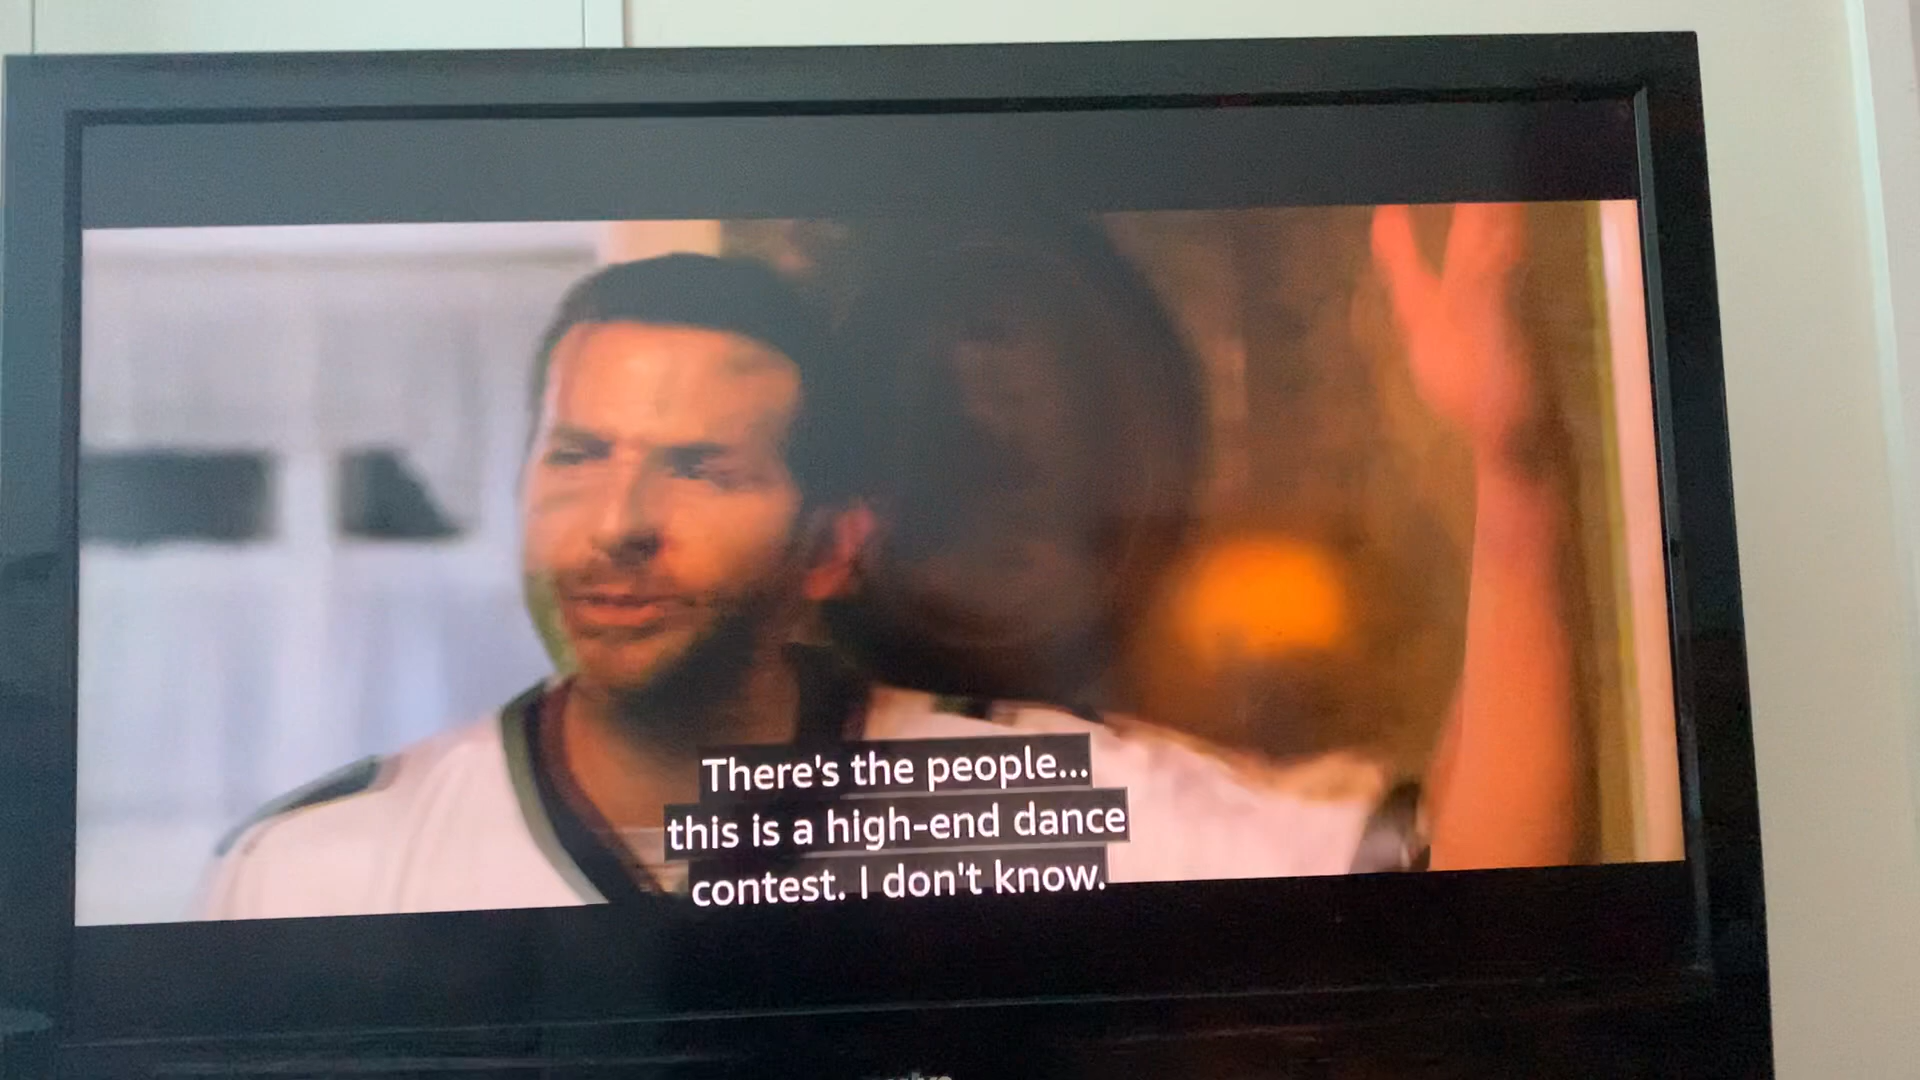 There's the people...
this is a high-end dance
contest. I don't know.